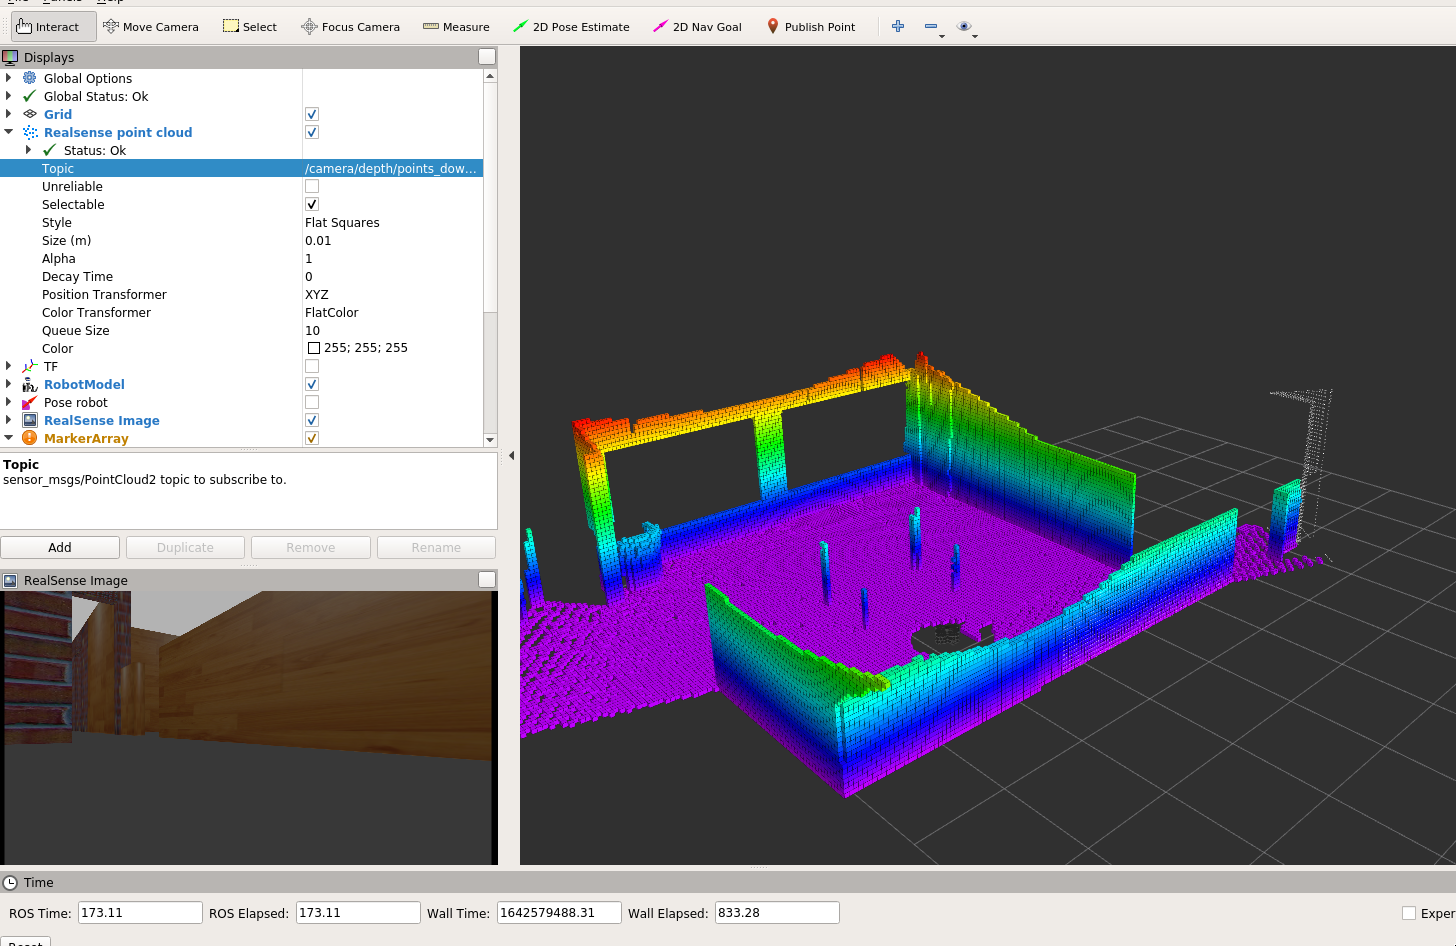 Interact Move Camera Select Focus Camera Measure 2D Pose Estimate 2D Nav Goal Publish Point
Displays
Global Options
Global Status: Ok
Grid
Realsense point cloud
Status: Ok
Topic /camera/depth/points_dow...
Unreliable
Selectable
Style Flat Squares
Size (m) 0.01
Alpha 1
Decay Time 0
Position Transformer XYZ
Color Transformer FlatColor
Queue Size 10
Color 255; 255; 255
TF
RobotModel
Pose robot
RealSense Image
MarkerArray
Topic
sensor_msgs/PointCloud2 topic to subscribe to.
Add Duplicate Remove Rename
RealSense Image
Time
ROS Time: 173.11 ROS Elapsed: 173.11 Wall Time: 1642579488.31 Wall Elapsed: 833.28 Exper